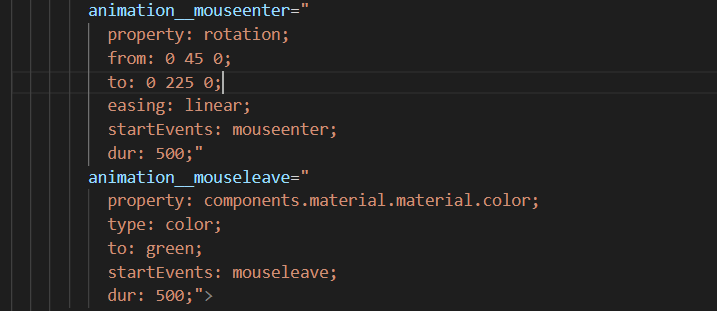 animation__mouseenter="
property: rotation;
from: 0 45 0;
to: 0 225 0;
easing: linear;
startEvents: mouseenter;
dur: 500;"
animation__mouseleave="
property: components.material.material.color;
type: color;
to: green;
startEvents: mouseleave;
dur: 500;">